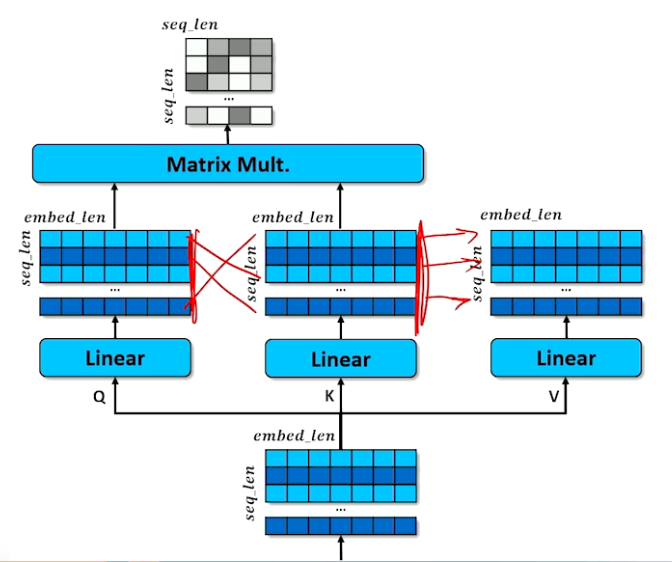 seq_len
seq_len
...
Matrix Mult.
embed_len
embed_len
embed_len
seq_len
seq_len
seq_len
...
...
...
Linear
Linear
Linear
Q
K
V
embed_len
seq_len
...